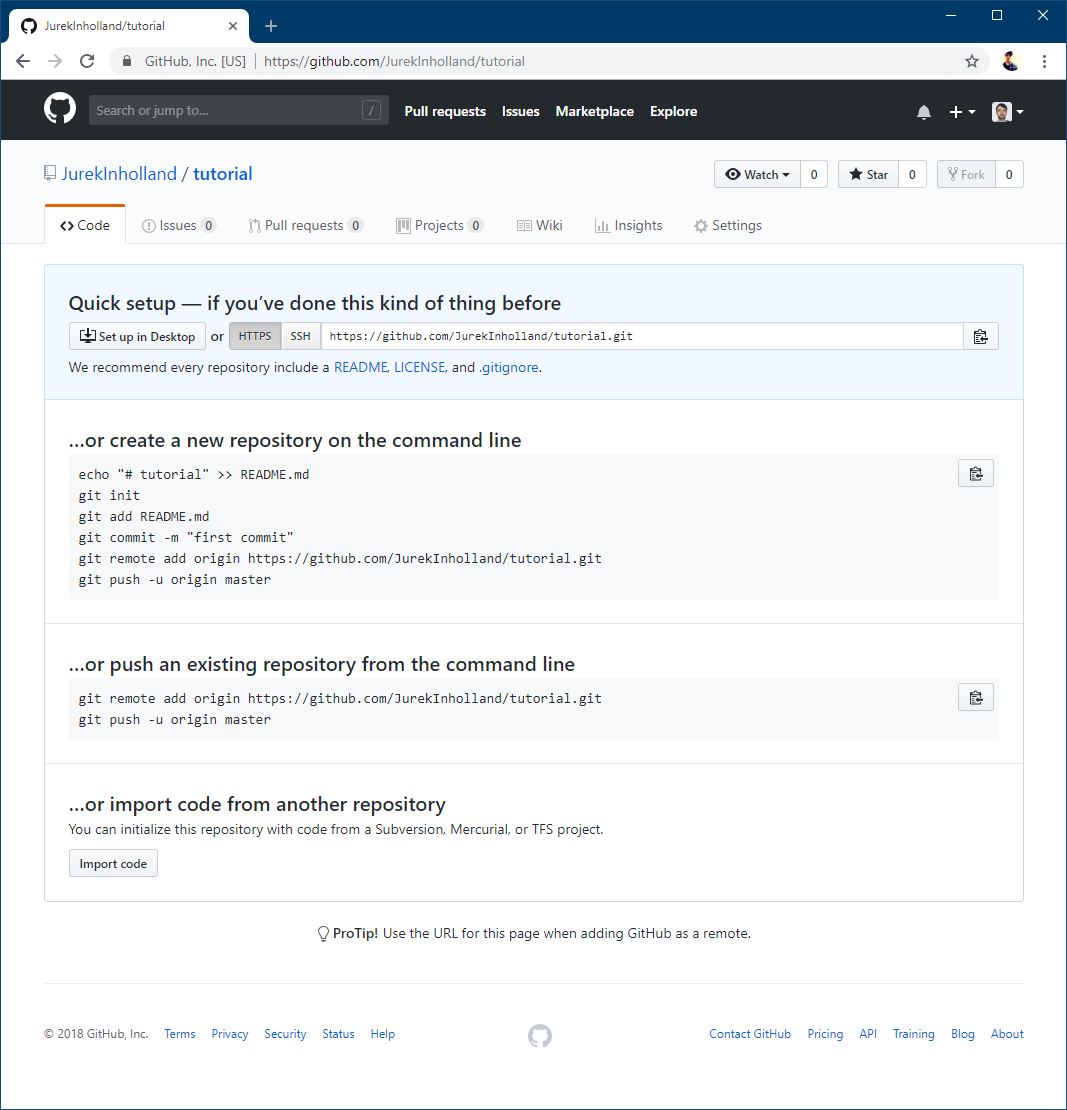 JurekInholland/tutorial
GitHub, Inc. [US] https://github.com/JurekInholland/tutorial
Search or jump to... / Pull requests Issues Marketplace Explore
JurekInholland / tutorial Watch 0 Star 0 Fork 0
Code Issues 0 Pull requests 0 Projects 0 Wiki Insights Settings
Quick setup — if you’ve done this kind of thing before
Set up in Desktop or HTTPS SSH https://github.com/JurekInholland/tutorial.git
We recommend every repository include a README, LICENSE, and .gitignore.
…or create a new repository on the command line
echo "# tutorial" >> README.md
git init
git add README.md
git commit -m "first commit"
git remote add origin https://github.com/JurekInholland/tutorial.git
git push -u origin master
…or push an existing repository from the command line
git remote add origin https://github.com/JurekInholland/tutorial.git
git push -u origin master
…or import code from another repository
You can initialize this repository with code from a Subversion, Mercurial, or TFS project.
Import code
ProTip! Use the URL for this page when adding GitHub as a remote.
© 2018 GitHub, Inc. Terms Privacy Security Status Help Contact GitHub Pricing API Training Blog About